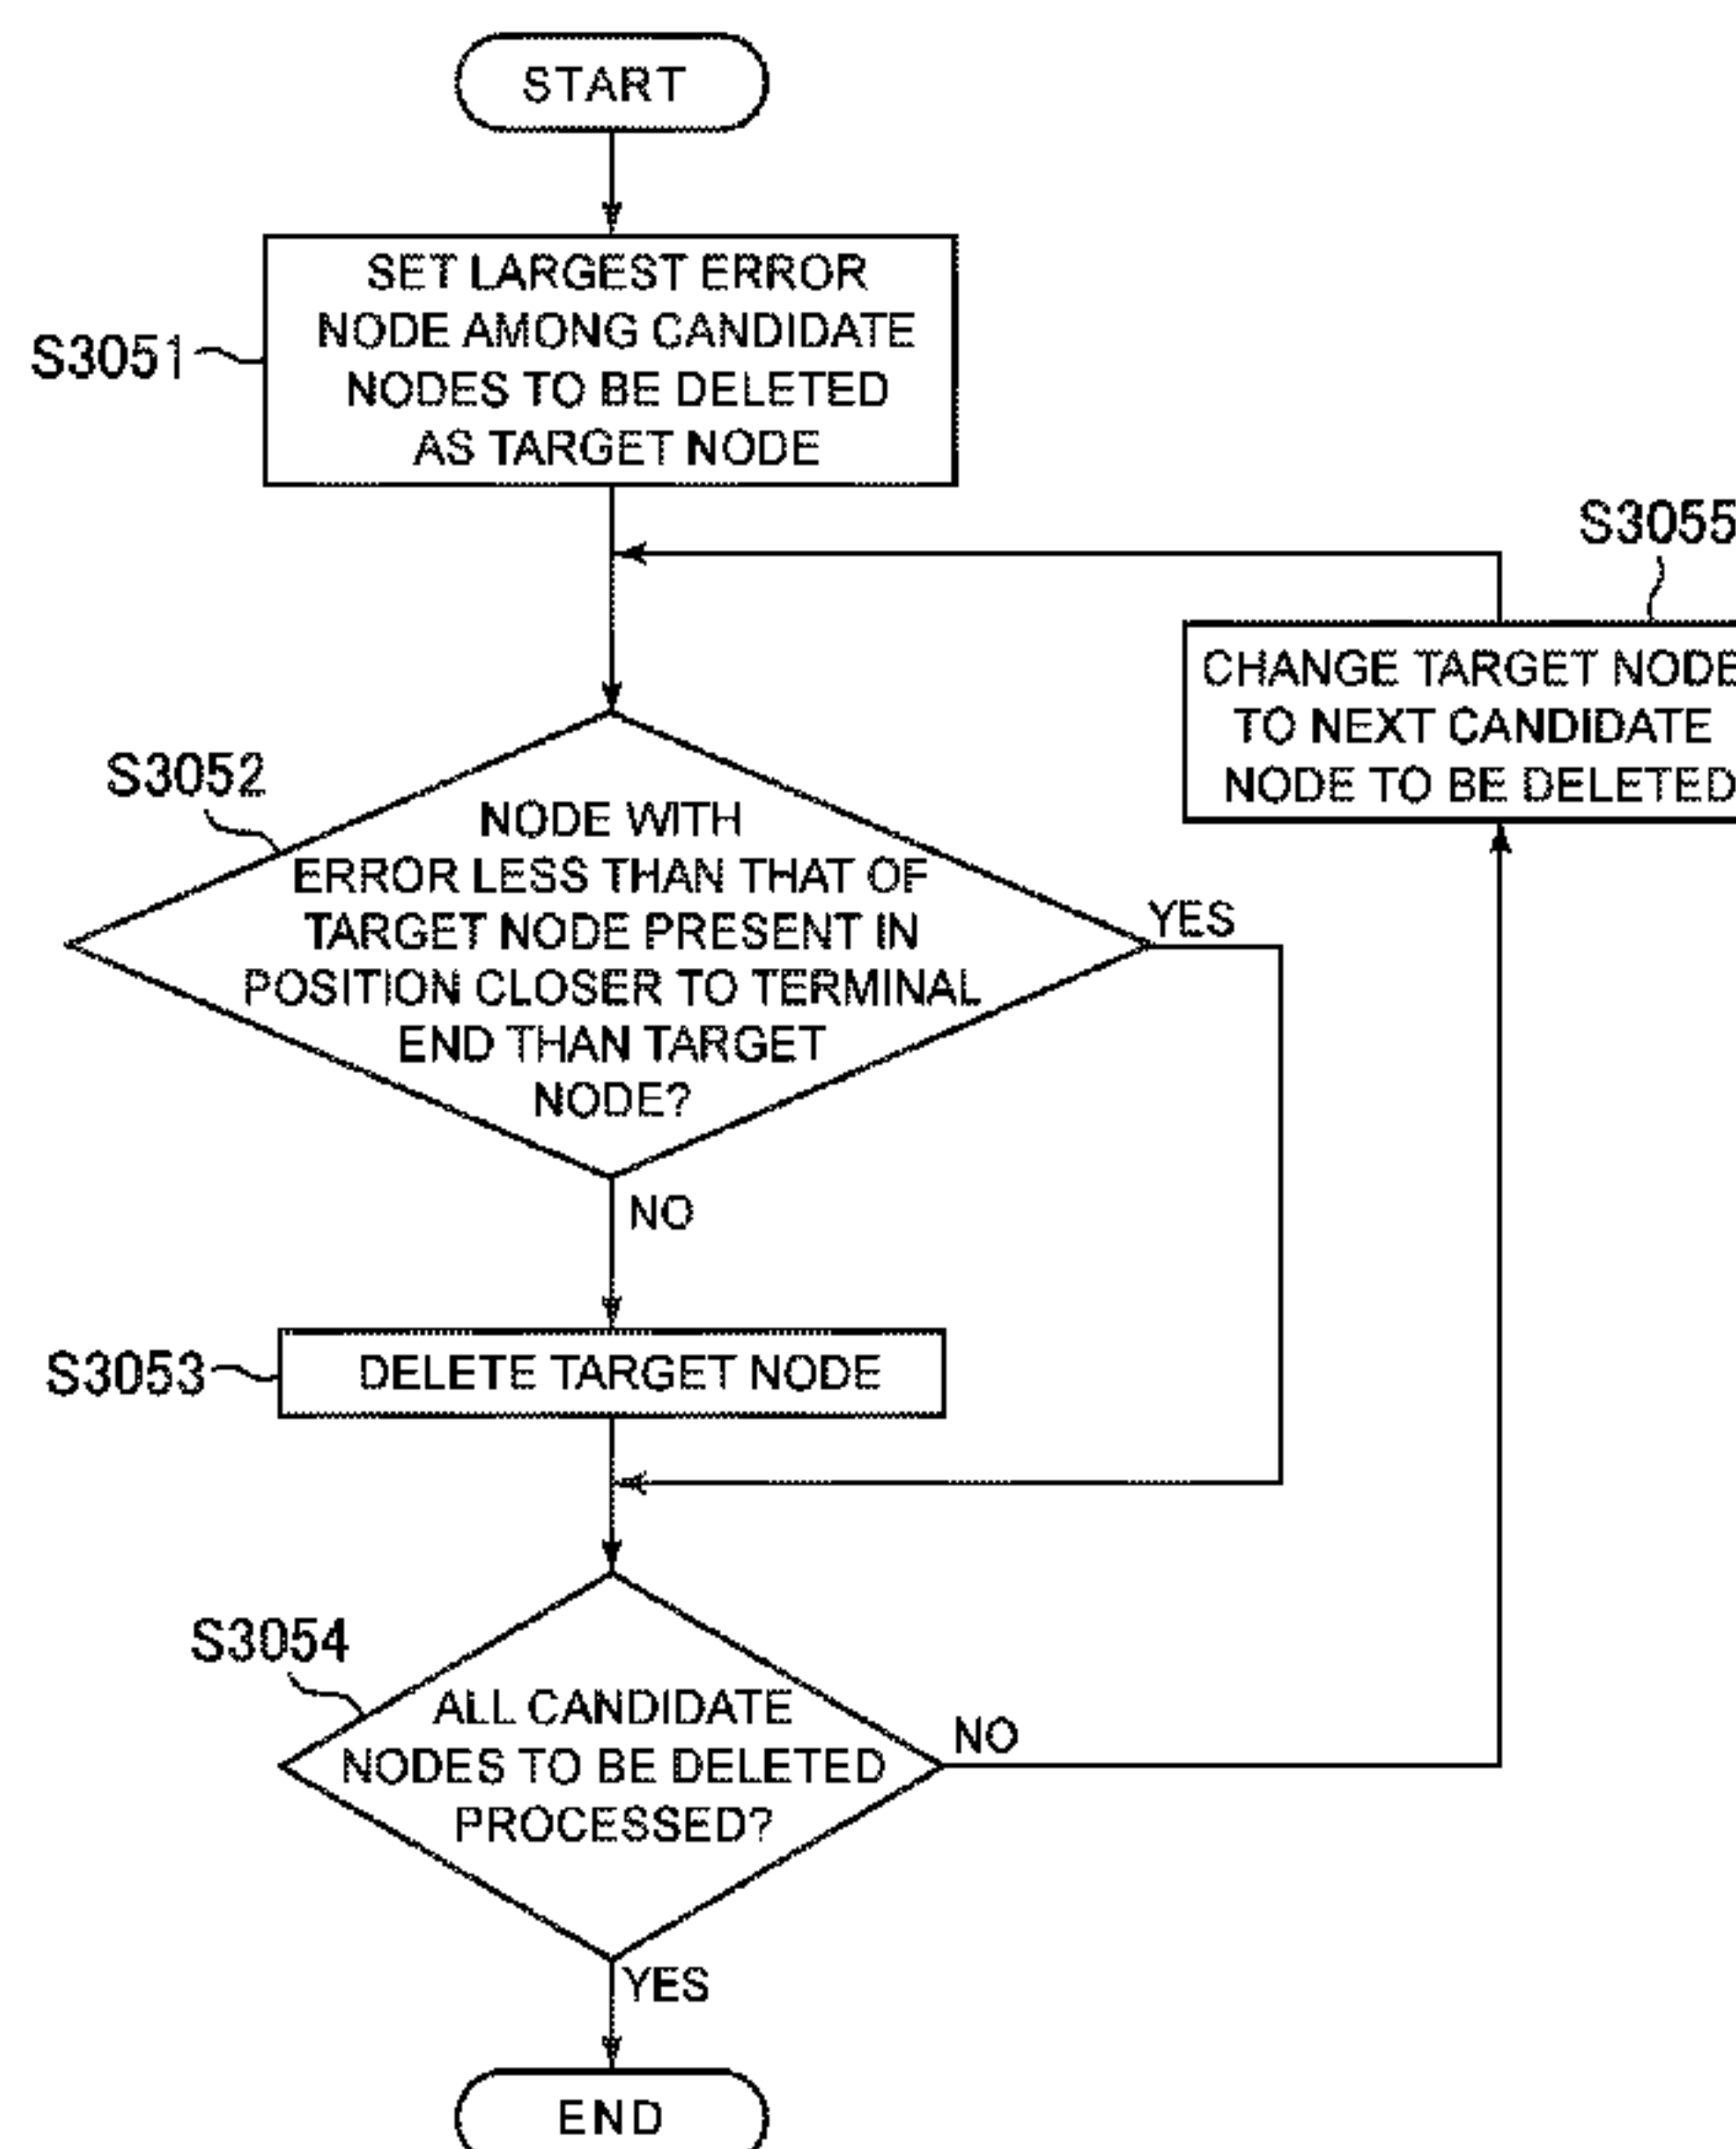 START
SET LARGEST ERROR
NODE AMONG CANDIDATE
NODES TO BE DELETED
AS TARGET NODE
S3051
S3055
CHANGE TARGET NODE
TO NEXT CANDIDATE
NODE TO BE DELETED
S3052
NODE WITH
ERROR LESS THAN THAT OF
TARGET NODE PRESENT IN
POSITION CLOSER TO TERMINAL
END THAN TARGET
NODE?
YES
NO
S3053
DELETE TARGET NODE
S3054
ALL CANDIDATE
NODES TO BE DELETED
PROCESSED?
NO
YES
END